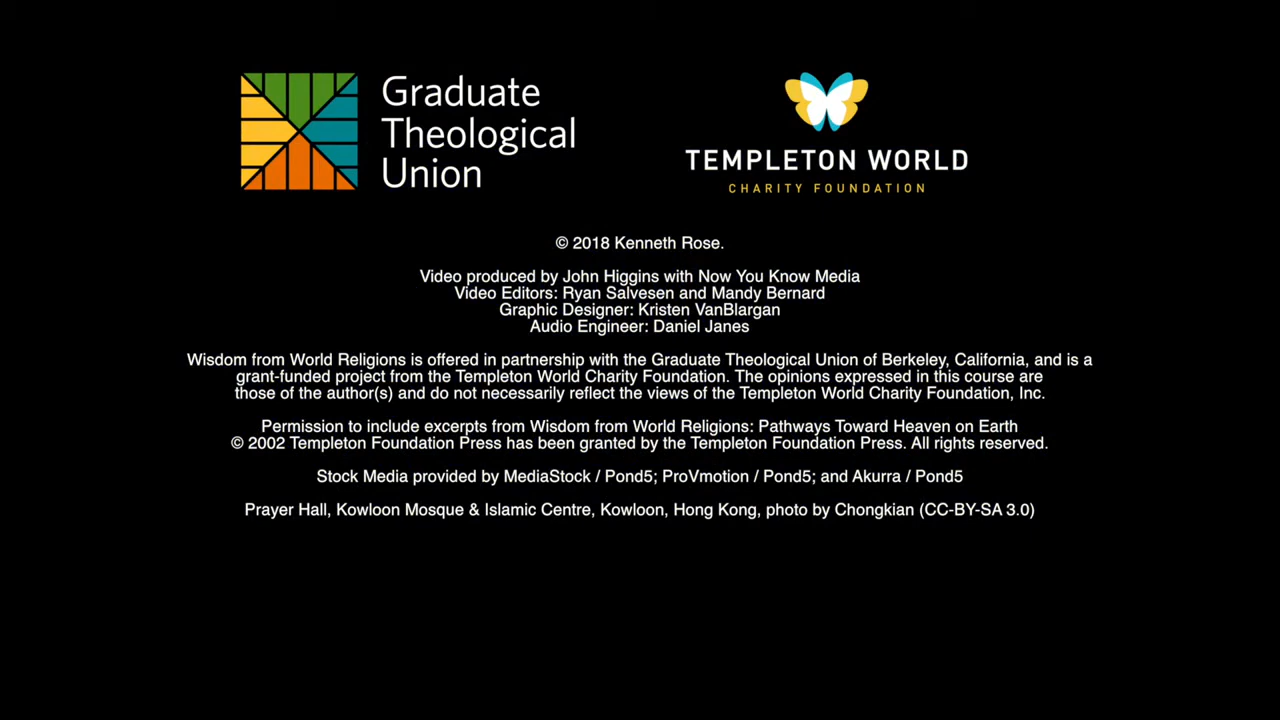 Graduate
Theological
Union
TEMPLETON WORLD
CHARITY FOUNDATION
© 2018 Kenneth Rose.
Video produced by John Higgins with Now You Know Media
Video Editors: Ryan Salvesen and Mandy Bernard
Graphic Designer: Kristen VanBlargan
Audio Engineer: Daniel Janes
Wisdom from World Religions is offered in partnership with the Graduate Theological Union of Berkeley, California, and is a
grant-funded project from the Templeton World Charity Foundation. The opinions expressed in this course are
those of the author(s) and do not necessarily reflect the views of the Templeton World Charity Foundation, Inc.
Permission to include excerpts from Wisdom from World Religions: Pathways Toward Heaven on Earth
© 2002 Templeton Foundation Press has been granted by the Templeton Foundation Press. All rights reserved.
Stock Media provided by MediaStock / Pond5; ProVmotion / Pond5; and Akurra / Pond5
Prayer Hall, Kowloon Mosque & Islamic Centre, Kowloon, Hong Kong, photo by Chongkian (CC-BY-SA 3.0)